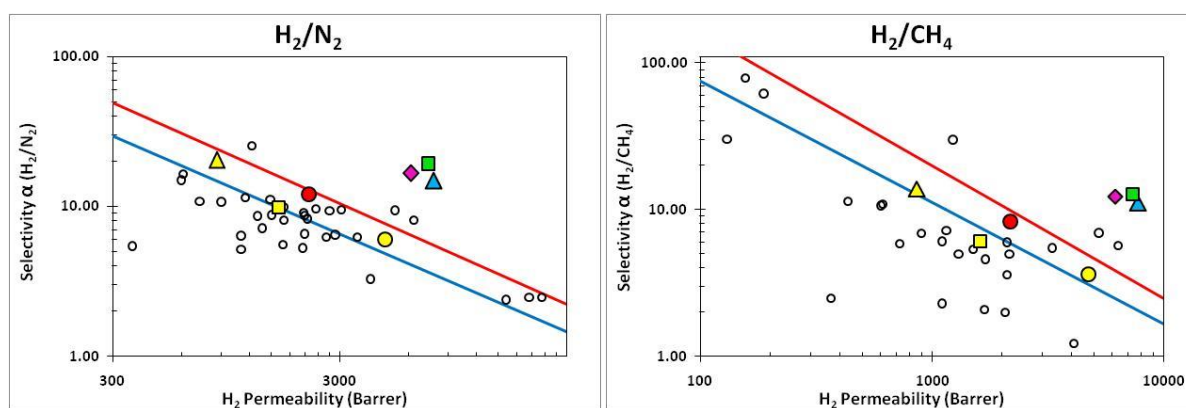 H₂/N₂
100.00
10.00
1.00
Selectivity α (H₂/N₂)
300
3000
H₂ Permeability (Barrer)
H₂/CH₄
100.00
10.00
1.00
Selectivity α (H₂/CH₄)
100
1000
10000
H₂ Permeability (Barrer)